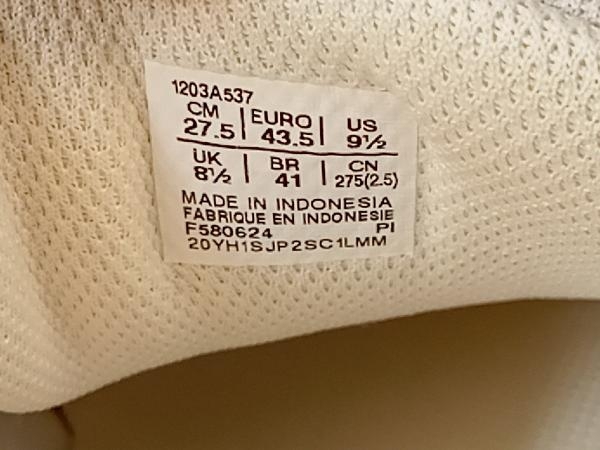 1203A537
CM | EURO | US
27.5 | 43.5 | 9½
UK | BR | CN
8½ | 41 | 275(2.5)
MADE IN INDONESIA
FABRIQUE EN INDONESIE
F580624 PI
20YH1SJP2SC1LMM